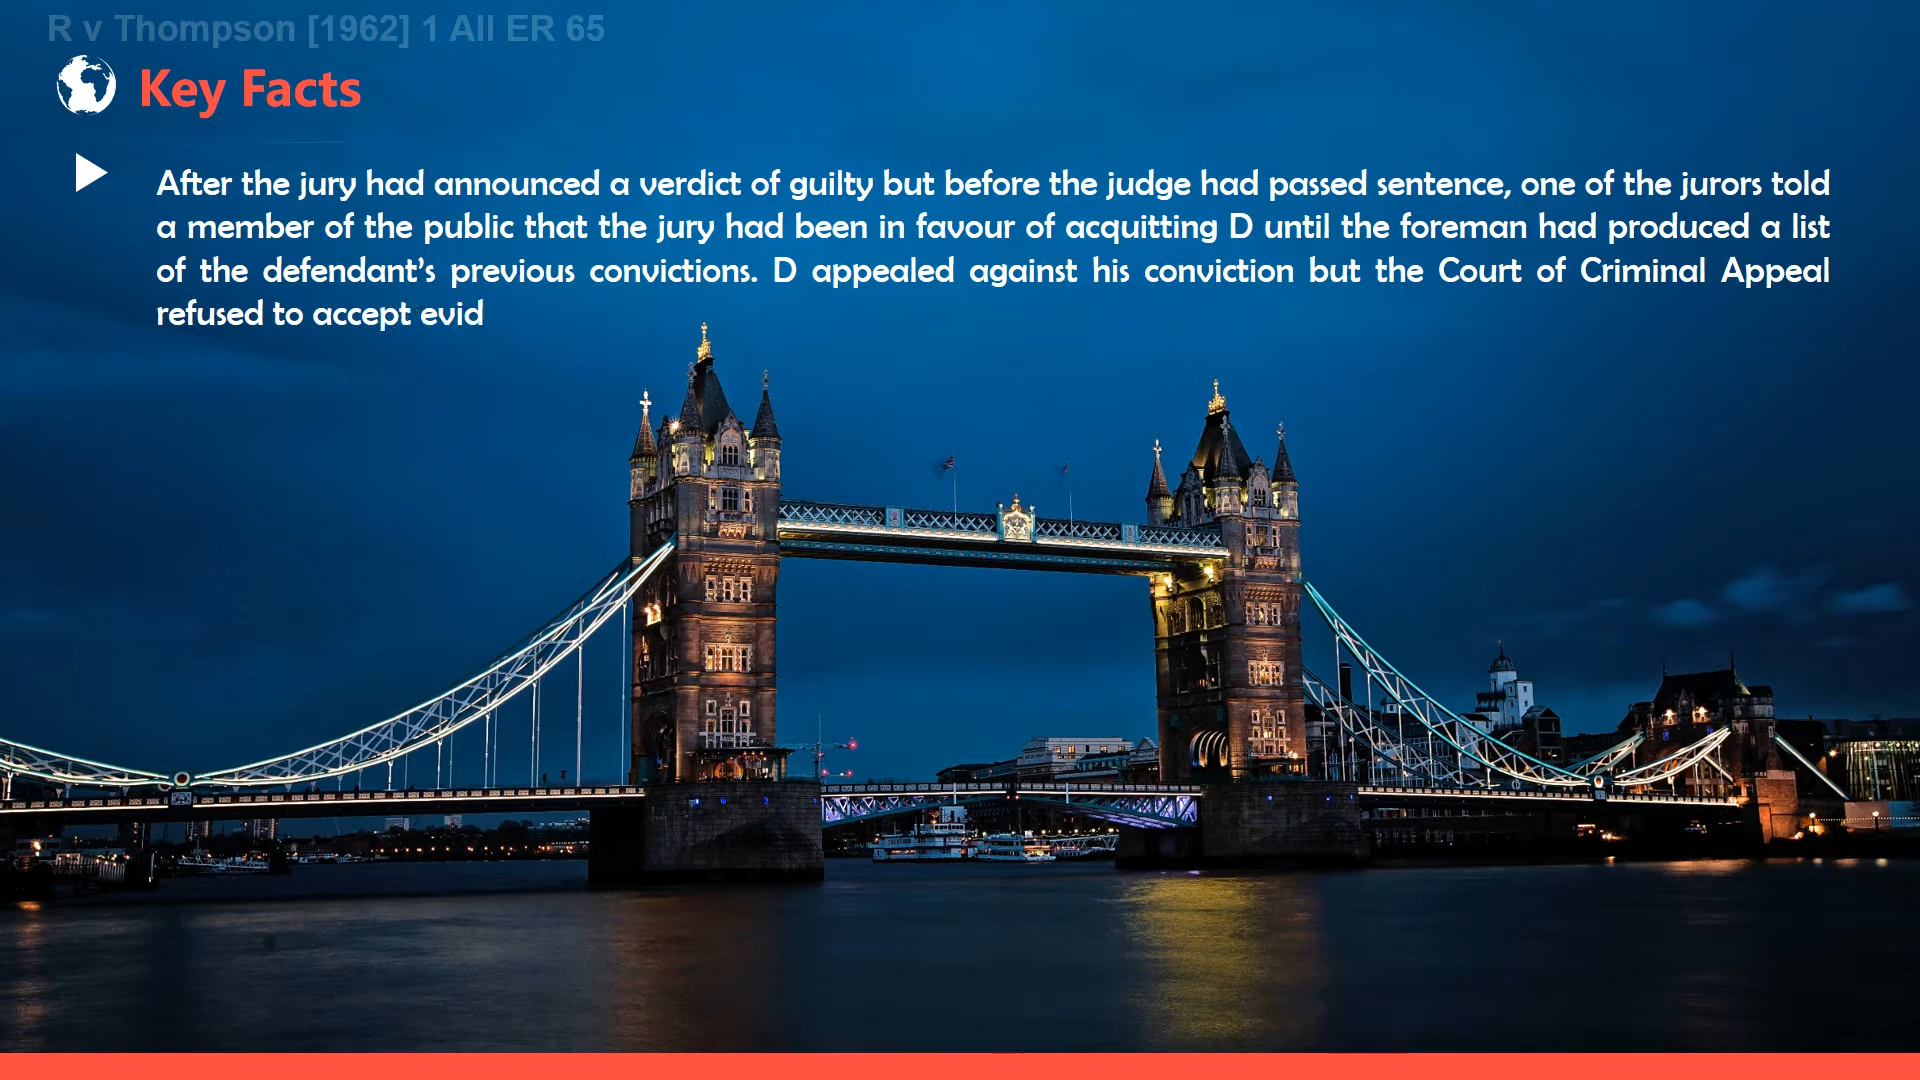 R v Thompson [1962] 1 All ER 65
Key Facts
After the jury had announced a verdict of guilty but before the judge had passed sentence, one of the jurors told
a member of the public that the jury had been in favour of acquitting D until the foreman had produced a list
of the defendant’s previous convictions. D appealed against his conviction but the Court of Criminal Appeal
refused to accept evid